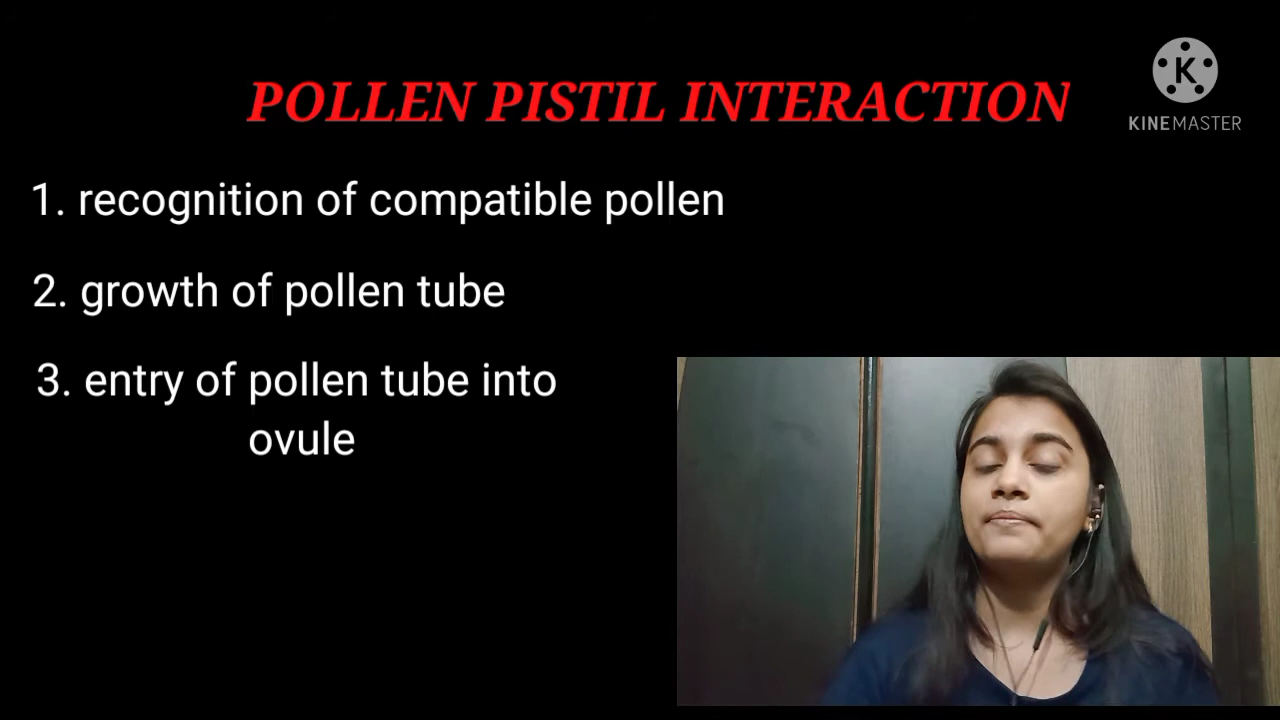 POLLEN PISTIL INTERACTION
K
KINEMASTER
1. recognition of compatible pollen
2. growth of pollen tube
3. entry of pollen tube into
ovule